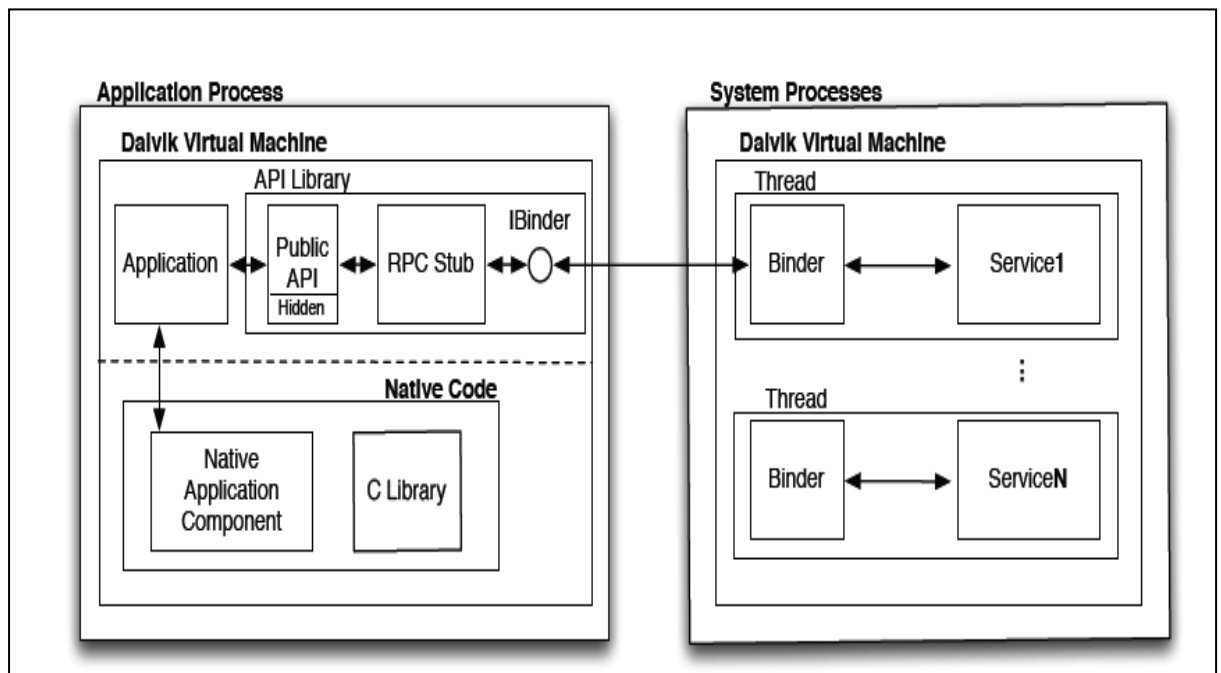 Application Process
Dalvik Virtual Machine
API Library
Application
Public
API
Hidden
RPC Stub
IBinder
Native Code
Native
Application
Component
C Library
System Processes
Dalvik Virtual Machine
Thread
Binder
Service1
⋮
Thread
Binder
ServiceN